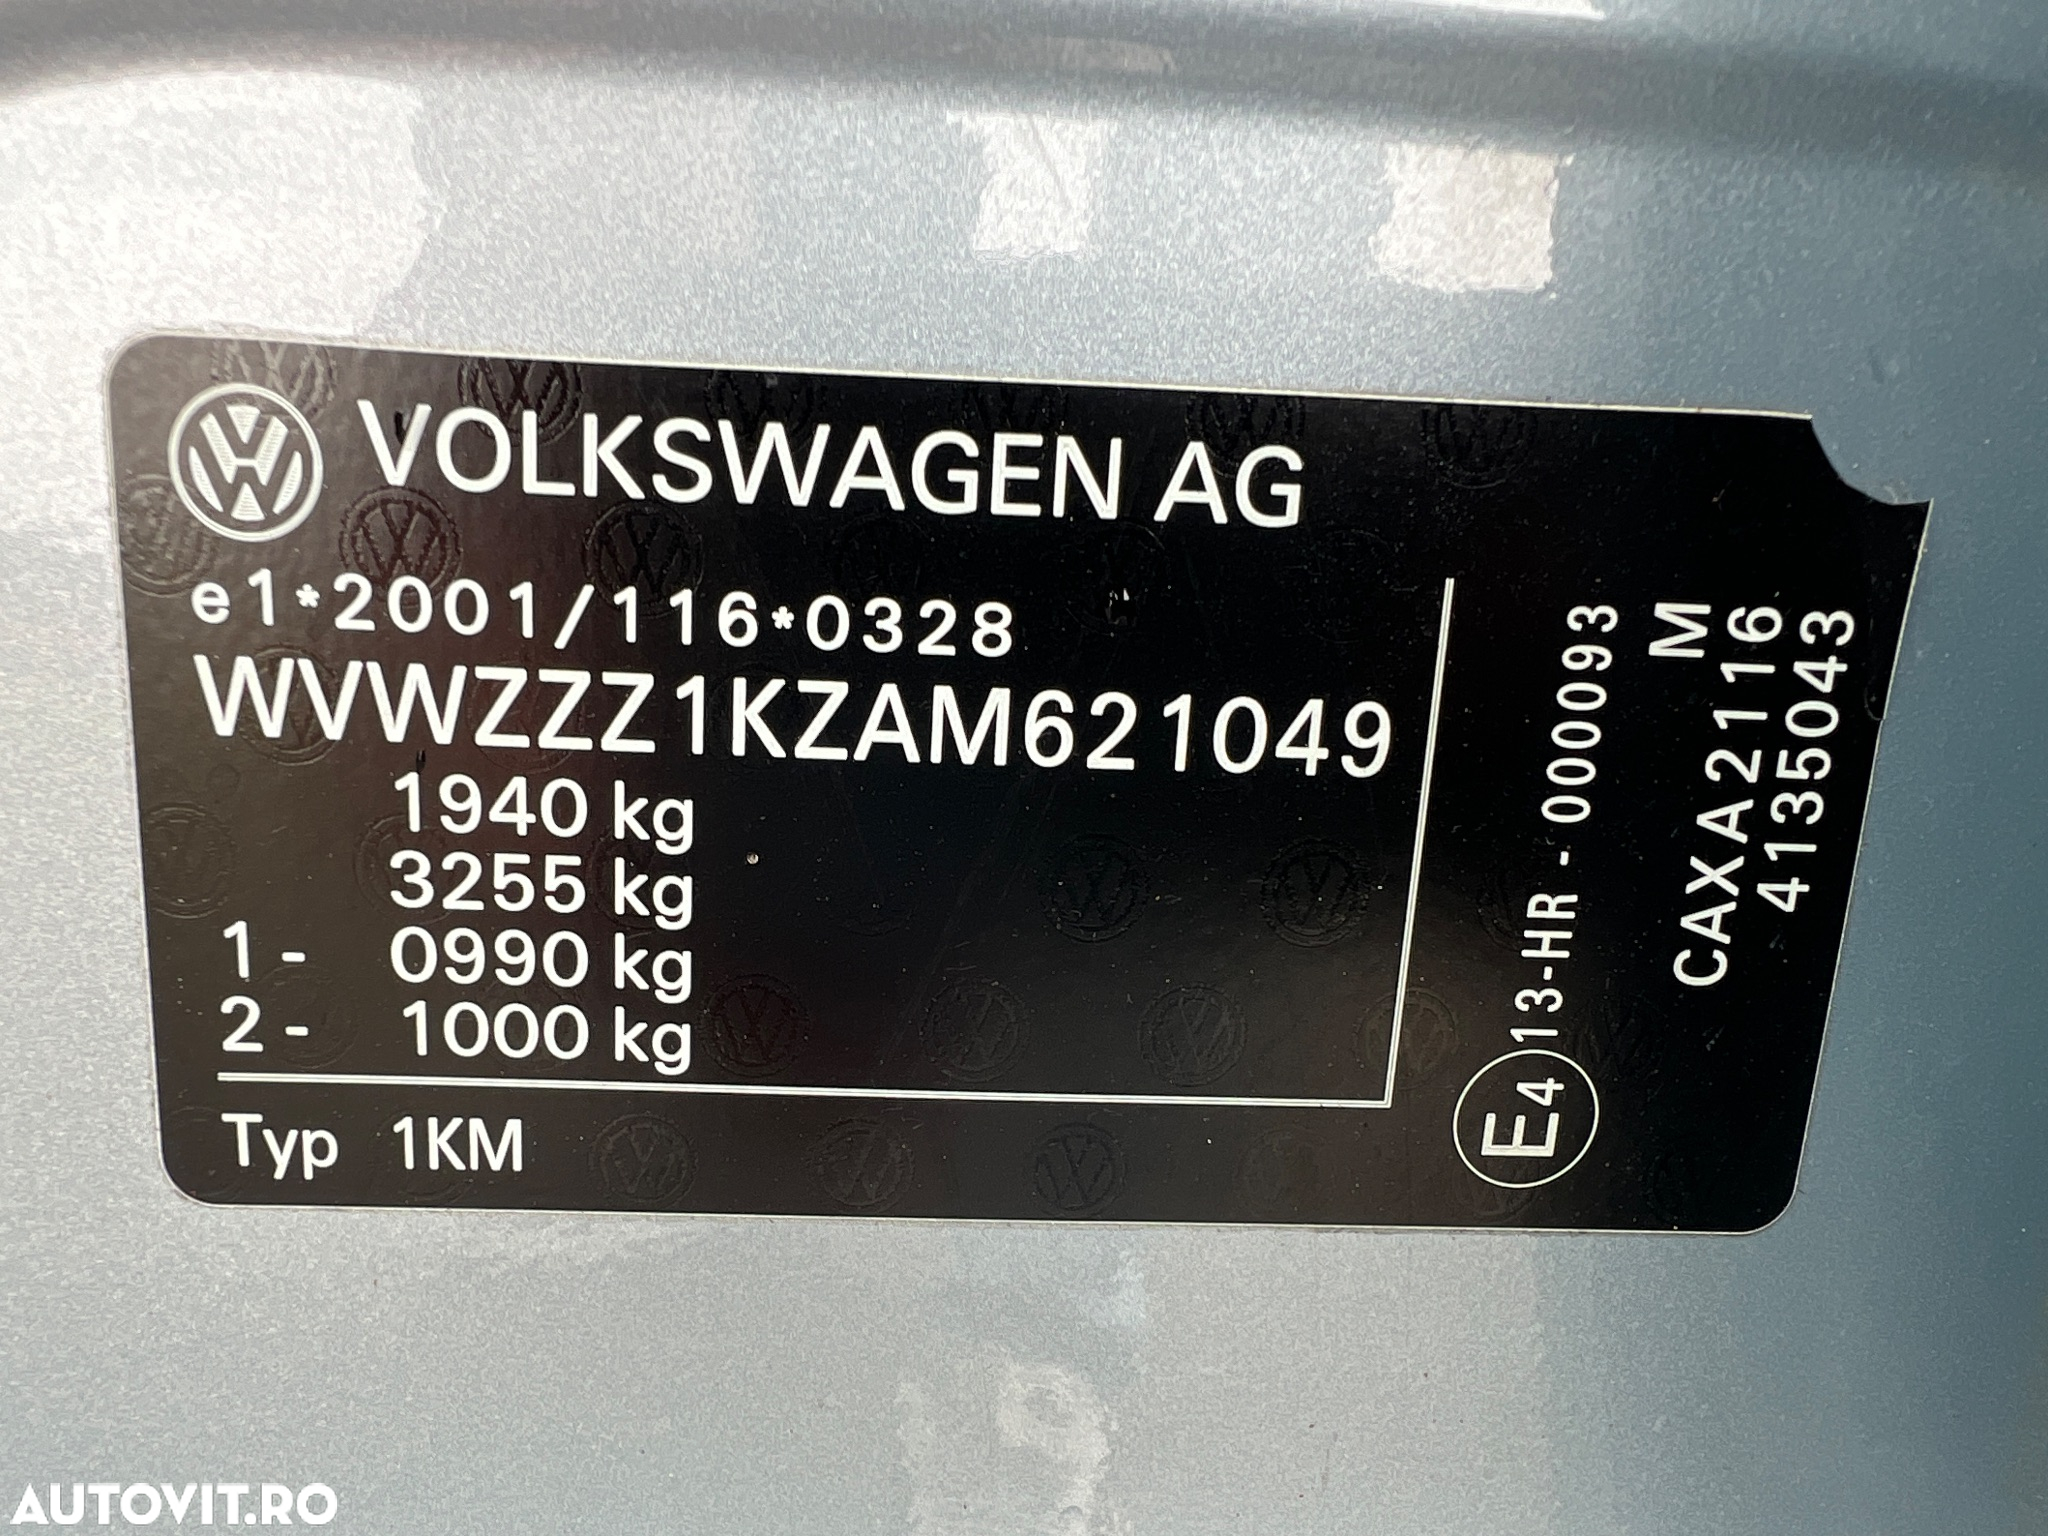 VOLKSWAGEN AG
e1*2001/116*0328
WVWZZZ1KZAM621049
1940 kg
3255 kg
1 - 0990 kg
2 - 1000 kg
Typ 1KM
E4 13-HR - 000093
M
CAXA2116
4135043
AUTOVIT.RO